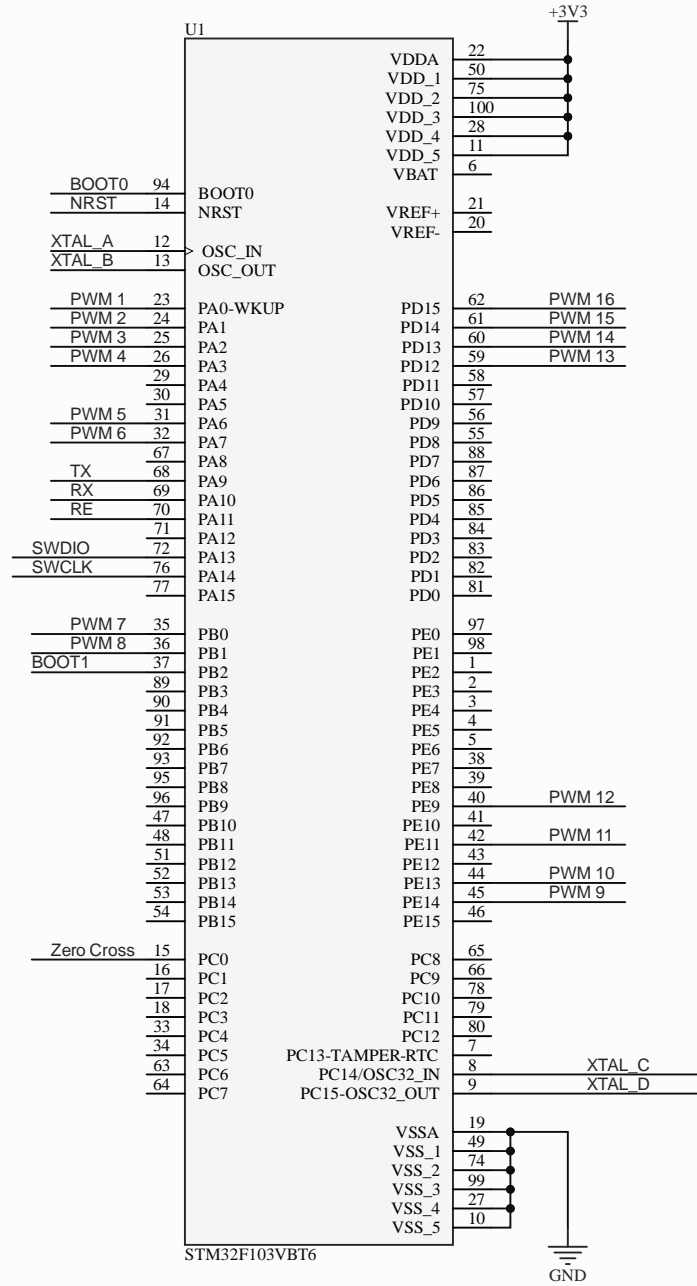 +3V3
U1
VDDA 22
VDD_1 50
VDD_2 75
VDD_3 100
VDD_4 28
VDD_5 11
VBAT 6
BOOT0 94 BOOT0
NRST 14 NRST VREF+ 21
VREF- 20
XTAL_A 12 OSC_IN
XTAL_B 13 OSC_OUT
PWM 1 23 PA0-WKUP PD15 62 PWM 16
PWM 2 24 PA1 PD14 61 PWM 15
PWM 3 25 PA2 PD13 60 PWM 14
PWM 4 26 PA3 PD12 59 PWM 13
29 PA4 PD11 58
30 PA5 PD10 57
PWM 5 31 PA6 PD9 56
PWM 6 32 PA7 PD8 55
67 PA8 PD7 88
TX 68 PA9 PD6 87
RX 69 PA10 PD5 86
RE 70 PA11 PD4 85
71 PA12 PD3 84
SWDIO 72 PA13 PD2 83
SWCLK 76 PA14 PD1 82
77 PA15 PD0 81
PWM 7 35 PB0 PE0 97
PWM 8 36 PB1 PE1 98
BOOT1 37 PB2 PE2 1
89 PB3 PE3 2
90 PB4 PE4 3
91 PB5 PE5 4
92 PB6 PE6 5
93 PB7 PE7 38
95 PB8 PE8 39
96 PB9 PE9 40 PWM 12
47 PB10 PE10 41
48 PB11 PE11 42 PWM 11
51 PB12 PE12 43
52 PB13 PE13 44 PWM 10
53 PB14 PE14 45 PWM 9
54 PB15 PE15 46
Zero Cross 15 PC0 PC8 65
16 PC1 PC9 66
17 PC2 PC10 78
18 PC3 PC11 79
33 PC4 PC12 80
34 PC5 PC13-TAMPER-RTC 7
63 PC6 PC14/OSC32_IN 8 XTAL_C
64 PC7 PC15-OSC32_OUT 9 XTAL_D
VSSA 19
VSS_1 49
VSS_2 74
VSS_3 99
VSS_4 27
VSS_5 10
STM32F103VBT6
GND